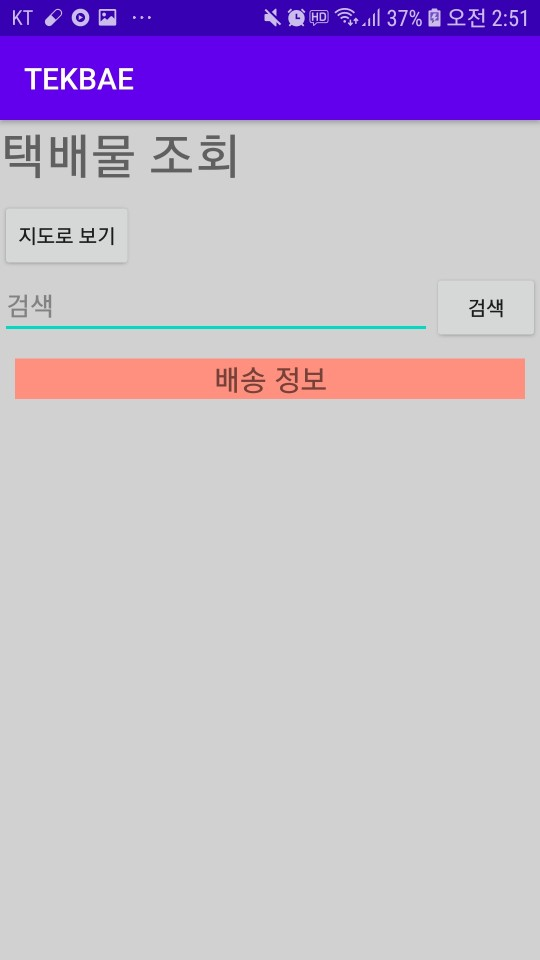 KT 37% 오전 2:51
TEKBAE
택배물 조회
지도로 보기
검색 검색
배송 정보